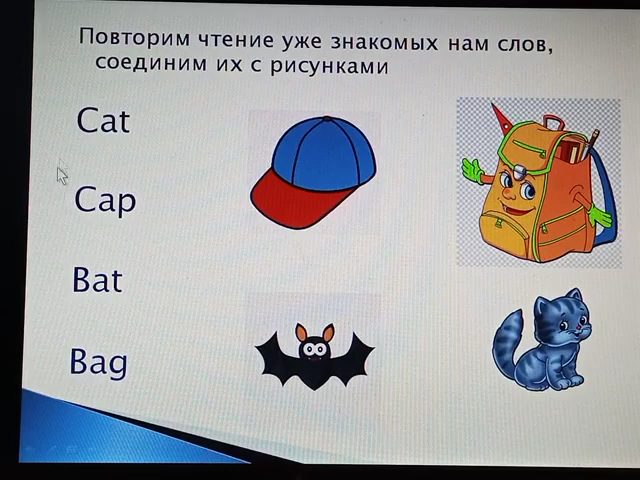 Повторим чтение уже знакомых нам слов,
соединим их с рисунками
Cat
Cap
Bat
Bag